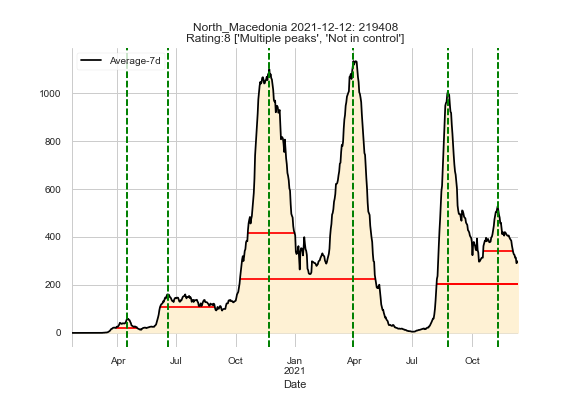 North_Macedonia 2021-12-12: 219408
Rating:8 ['Multiple peaks', 'Not in control']
Average-7d
1000
800
600
400
200
0
Apr Jul Oct Jan Apr Jul Oct
2021
Date